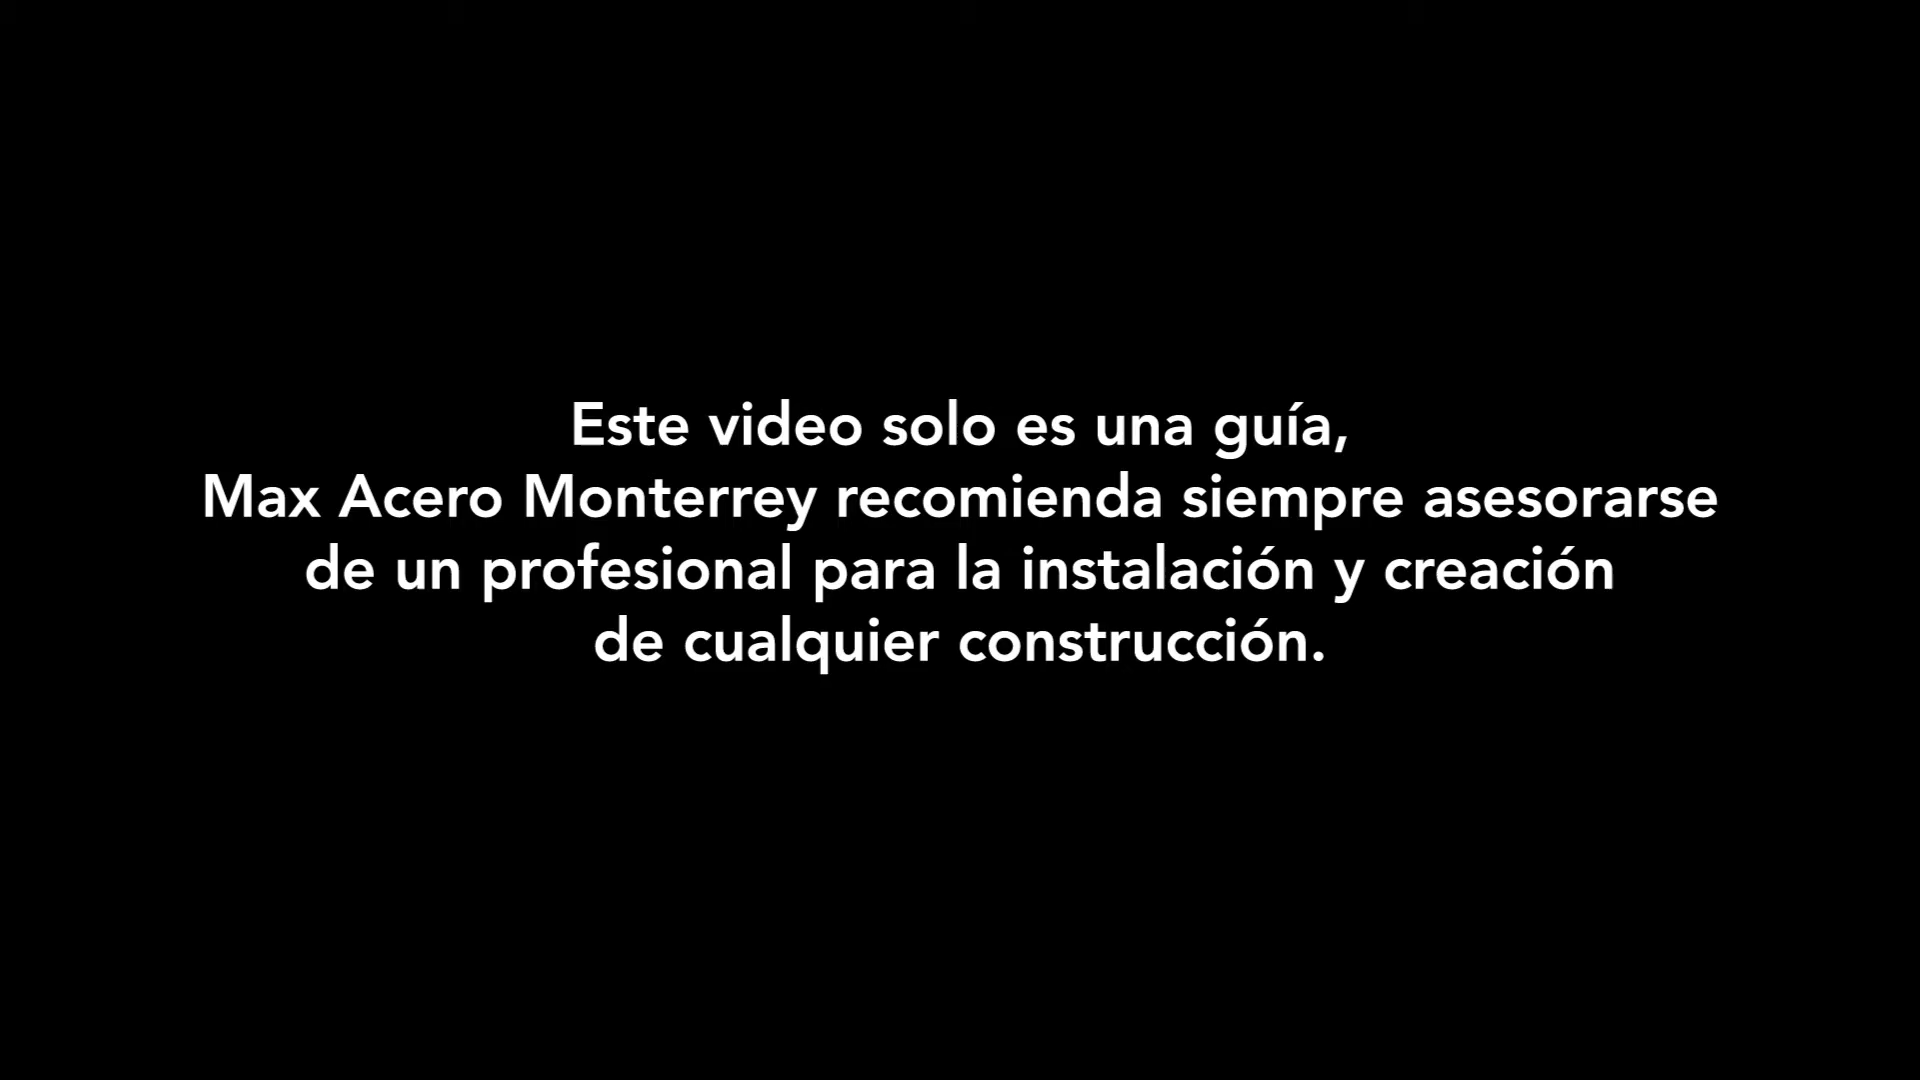 Este video solo es una guía,
Max Acero Monterrey recomienda siempre asesorarse
de un profesional para la instalación y creación
de cualquier construcción.